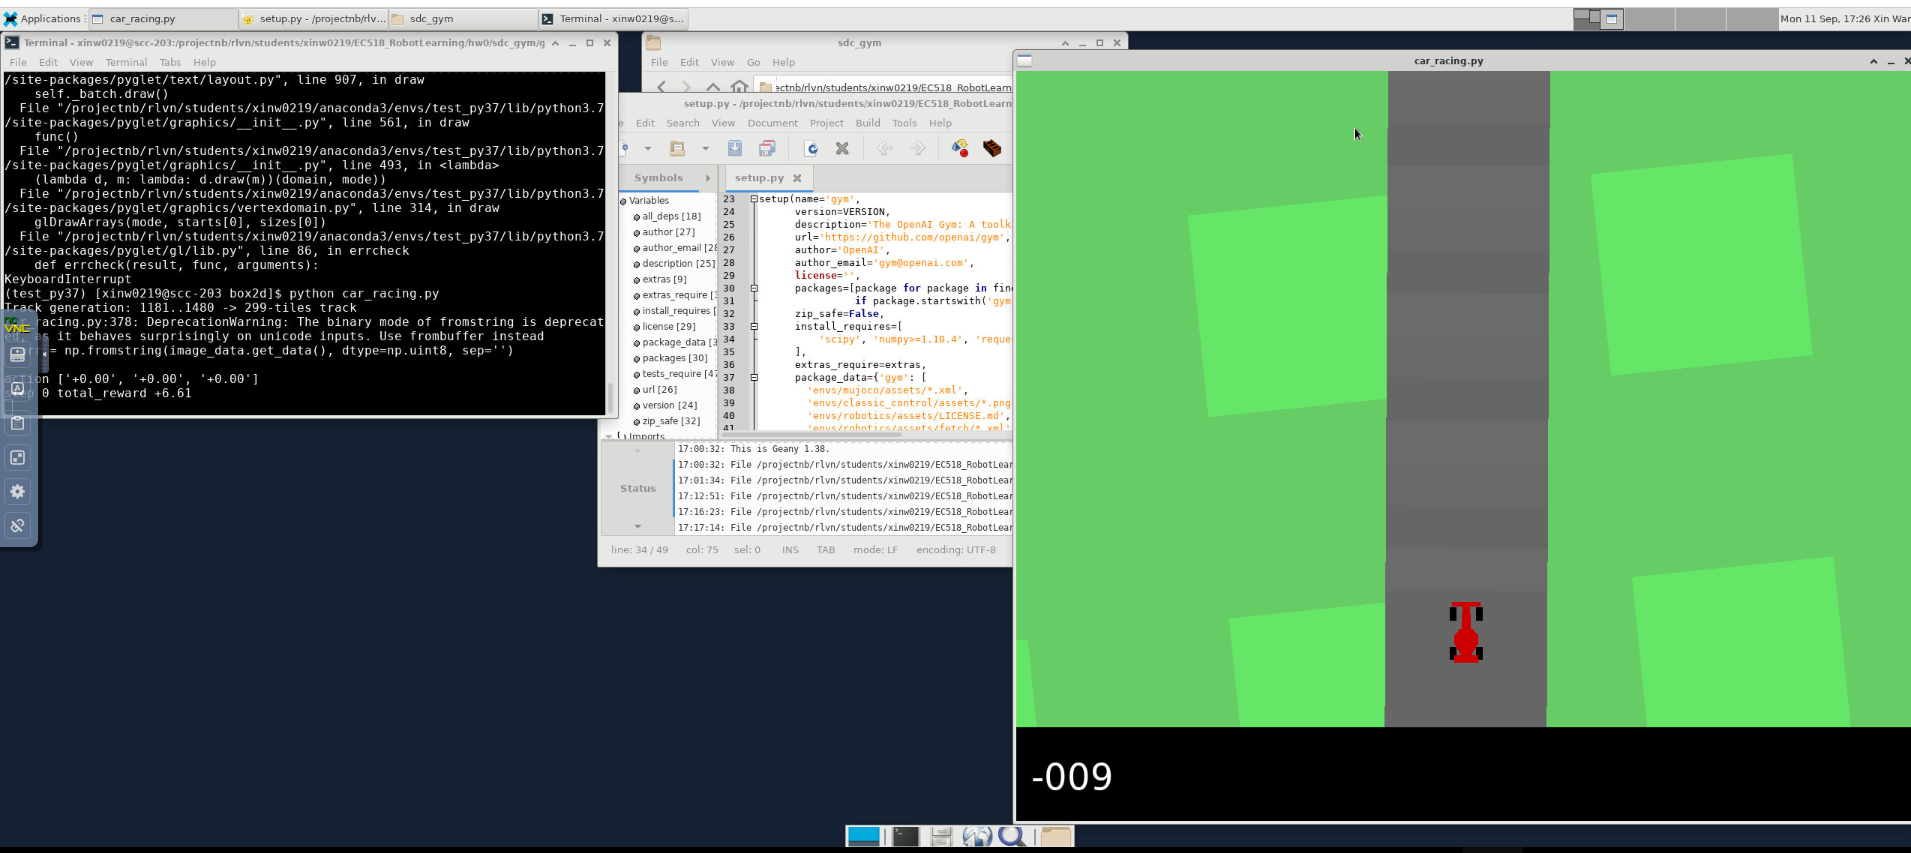 Applications
car_racing.py
setup.py - /projectnb/rlv...
sdc_gym
Terminal - xinw0219@s...
Mon 11 Sep, 17:26 Xin War
Terminal - xinw0219@scc-203:/projectnb/rlvn/students/xinw0219/EC518_RobotLearning/hw0/sdc_gym/g
File Edit View Terminal Tabs Help
/site-packages/pyglet/text/layout.py", line 907, in draw
self._batch.draw()
File "/projectnb/rlvn/students/xinw0219/anaconda3/envs/test_py37/lib/python3.7
/site-packages/pyglet/graphics/__init__.py", line 561, in draw
func()
File "/projectnb/rlvn/students/xinw0219/anaconda3/envs/test_py37/lib/python3.7
/site-packages/pyglet/graphics/__init__.py", line 493, in <lambda>
(lambda d, m: lambda: d.draw(m))(domain, mode))
File "/projectnb/rlvn/students/xinw0219/anaconda3/envs/test_py37/lib/python3.7
/site-packages/pyglet/graphics/vertexdomain.py", line 314, in draw
glDrawArrays(mode, starts[0], sizes[0])
File "/projectnb/rlvn/students/xinw0219/anaconda3/envs/test_py37/lib/python3.7
/site-packages/pyglet/gl/lib.py", line 86, in errcheck
def errcheck(result, func, arguments):
KeyboardInterrupt
(test_py37) [xinw0219@scc-203 box2d]$ python car_racing.py
Track generation: 1181..1480 -> 299-tiles track
racing.py:378: DeprecationWarning: The binary mode of fromstring is deprecat
as it behaves surprisingly on unicode inputs. Use frombuffer instead
= np.fromstring(image_data.get_data(), dtype=np.uint8, sep='')
action ['+0.00', '+0.00', '+0.00']
step 0 total_reward +6.61
VNC
A
sdc_gym
File Edit View Go Help
ectnb/rlvn/students/xinw0219/EC518_RobotLearn
setup.py - /projectnb/rlvn/students/xinw0219/EC518_RobotLearn
e Edit Search View Document Project Build Tools Help
Symbols
setup.py
Variables
all_deps [18]
author [27]
author_email [28
description [25]
extras [9]
extras_require [
install_requires [
license [29]
package_data [3
packages [30]
tests_require [47
url [26]
version [24]
zip_safe [32]
Imports
23 setup(name='gym',
24 version=VERSION,
25 description='The OpenAI Gym: A toolk
26 url='https://github.com/openai/gym',
27 author='OpenAI',
28 author_email='gym@openai.com',
29 license='',
30 packages=[package for package in fin
31 if package.startswith('gym
32 zip_safe=False,
33 install_requires=[
34 'scipy', 'numpy>=1.10.4', 'reque
35 ],
36 extras_require=extras,
37 package_data={'gym': [
38 'envs/mujoco/assets/*.xml',
39 'envs/classic_control/assets/*.png
40 'envs/robotics/assets/LICENSE.md',
41 'envs/robotics/assets/fetch/*.xml'
Status
17:00:32: This is Geany 1.38.
17:00:32: File /projectnb/rlvn/students/xinw0219/EC518_RobotLear
17:01:34: File /projectnb/rlvn/students/xinw0219/EC518_RobotLear
17:12:51: File /projectnb/rlvn/students/xinw0219/EC518_RobotLear
17:16:23: File /projectnb/rlvn/students/xinw0219/EC518_RobotLear
17:17:14: File /projectnb/rlvn/students/xinw0219/EC518_RobotLear
line: 34 / 49 col: 75 sel: 0 INS TAB mode: LF encoding: UTF-8
car_racing.py
-009